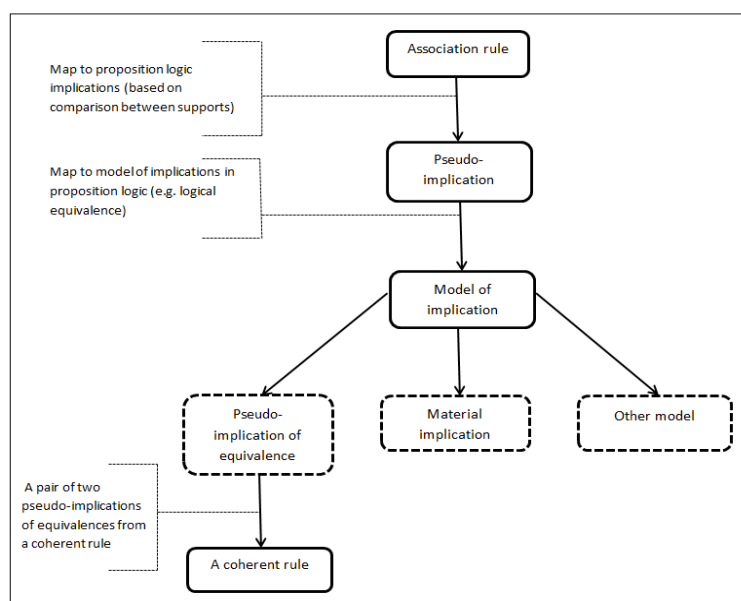 Association rule
Map to proposition logic
implications (based on
comparison between supports)
Pseudo-
implication
Map to model of implications in
proposition logic (e.g. logical
equivalence)
Model of
implication
Pseudo-
implication of
equivalence
Material
implication
Other model
A pair of two
pseudo-implications
of equivalences from
a coherent rule
A coherent rule